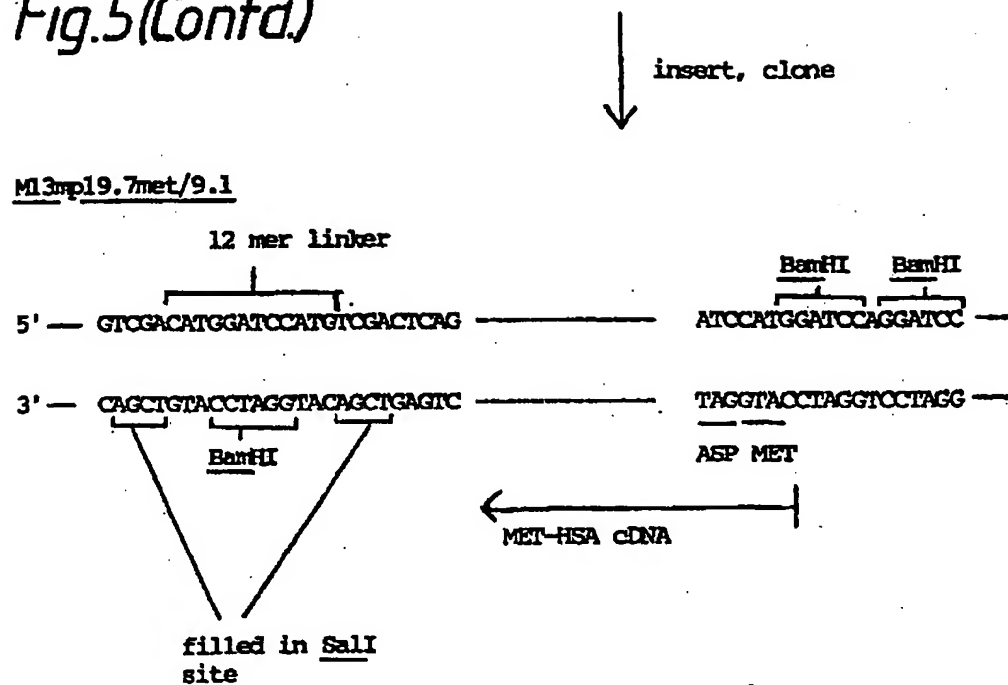 Fig.5(Contd.)
insert, clone
M13mp19.7met/9.1
12 mer linker
BamHI BamHI
5' — GTCGACATGGATCCATGTCGACTCAG ——— ATCCATGGATCCAGGATCC —
3' — CAGCTGTACCTAGGTACAGCTGAGTC ——— TAGGTACCTAGGTCCTAGG —
BamHI
ASP MET
MET-HSA cDNA
filled in SalI
site